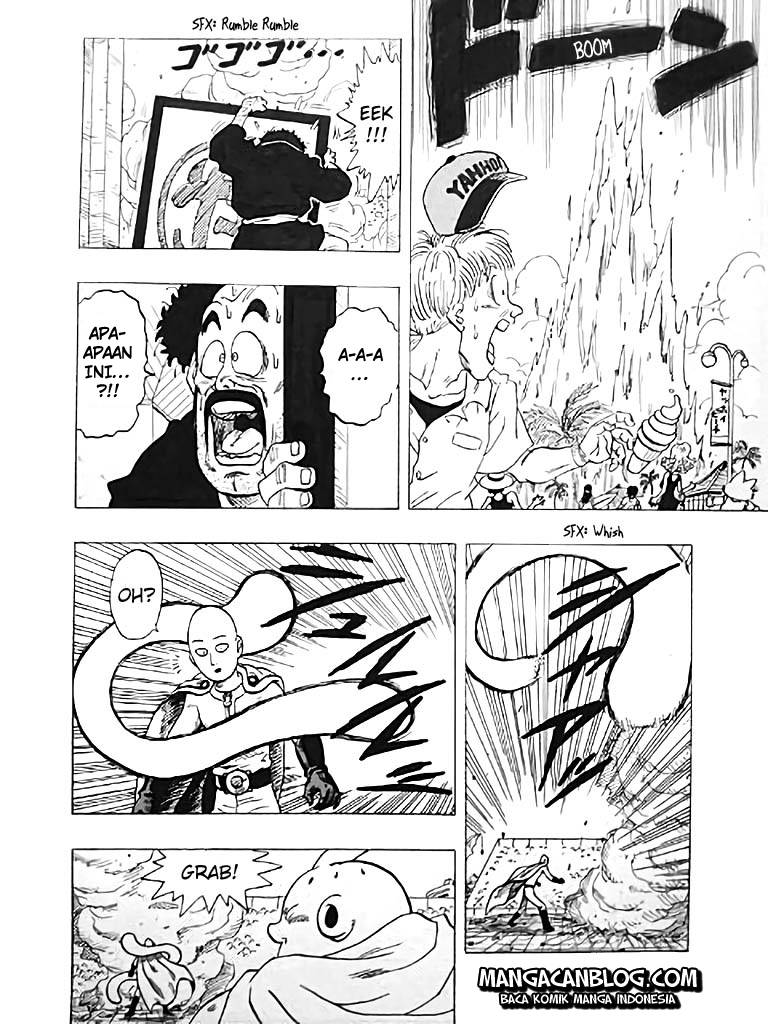 SFX: Rumble Rumble
ゴゴゴ・・・
EEK
!!!
ドーン
BOOM
YAHHO
A-A-A
...
APA-
APAAN
INI...
?!!
SFX: Whish
OH?
GRAB!
MANGACANBLOG.COM
BACA KOMIK MANGA INDONESIA